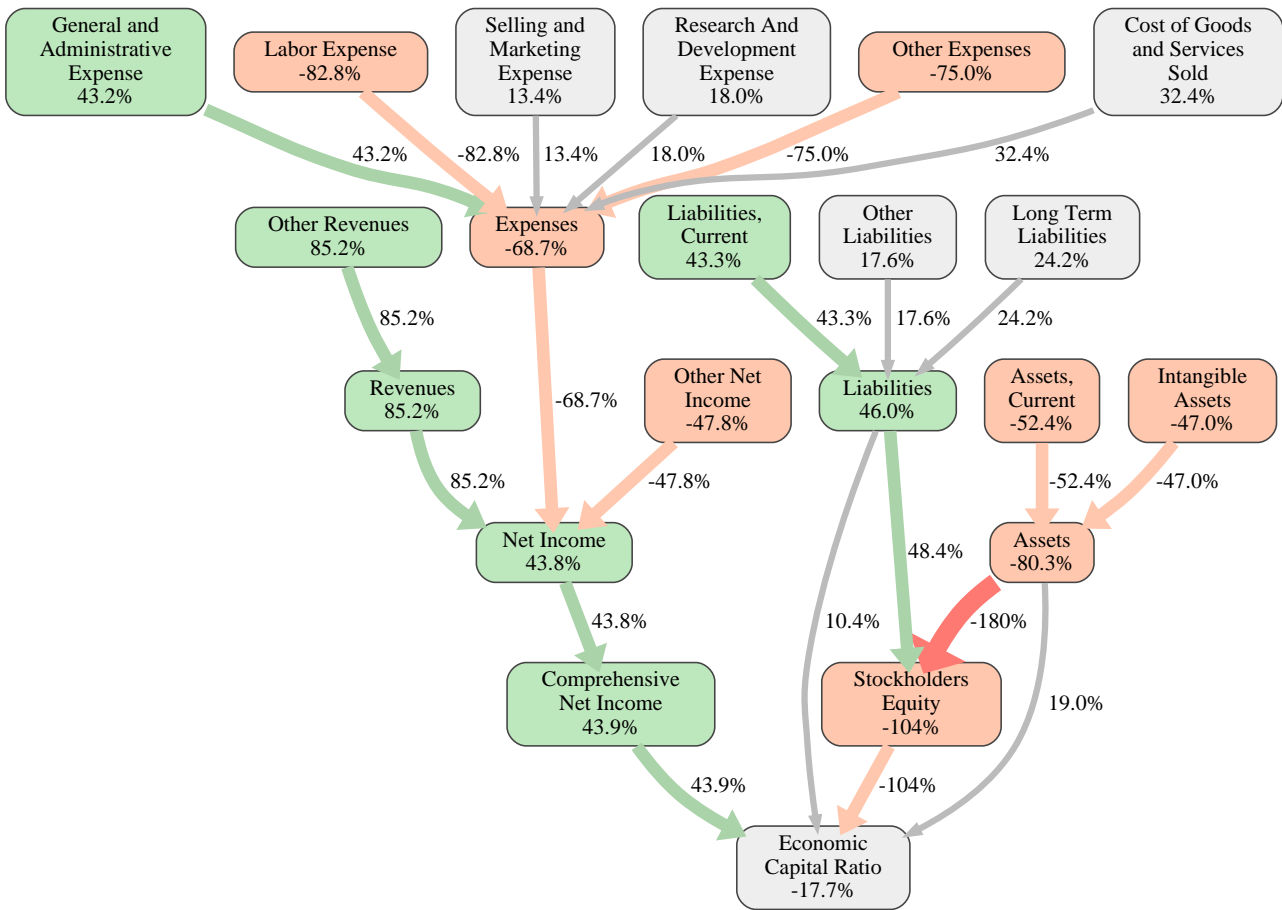 General and
Administrative
Expense
43.2%
Labor Expense
-82.8%
Selling and
Marketing
Expense
13.4%
Research And
Development
Expense
18.0%
Other Expenses
-75.0%
Cost of Goods
and Services
Sold
32.4%
43.2%
-82.8%
13.4%
18.0%
-75.0%
32.4%
Other Revenues
85.2%
Expenses
-68.7%
Liabilities,
Current
43.3%
Other
Liabilities
17.6%
Long Term
Liabilities
24.2%
85.2%
43.3%
17.6%
24.2%
Revenues
85.2%
-68.7%
Other Net
Income
-47.8%
Liabilities
46.0%
Assets,
Current
-52.4%
Intangible
Assets
-47.0%
85.2%
-47.8%
-52.4%
-47.0%
Net Income
43.8%
48.4%
Assets
-80.3%
43.8%
10.4%
-180%
Comprehensive
Net Income
43.9%
Stockholders
Equity
-104%
19.0%
43.9%
-104%
Economic
Capital Ratio
-17.7%